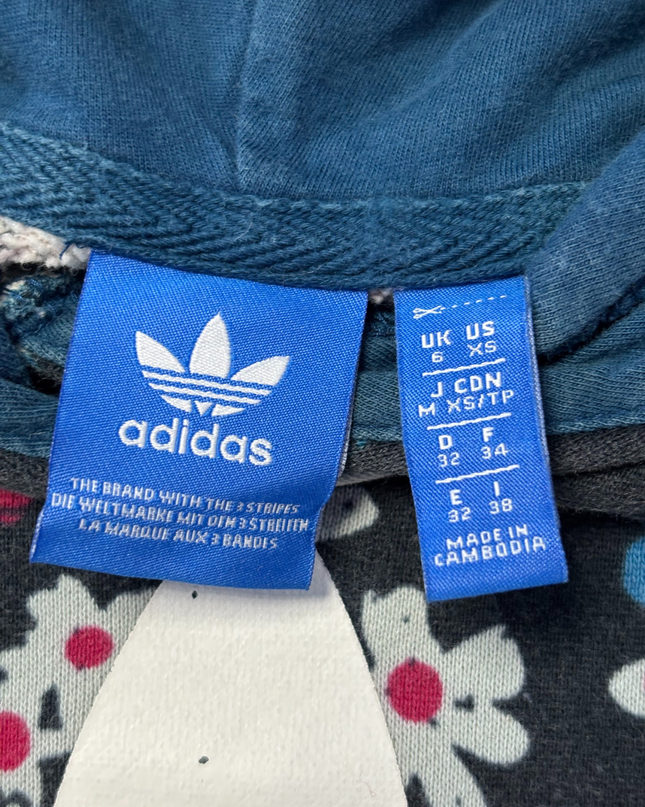 adidas
THE BRAND WITH THE 3 STRIPES
DIE WELTMARKE MIT DEN 3 STREIFEN
LA MARQUE AUX 3 BANDES
UK US
6 XS
J CDN
M XS/TP
D F
32 34
E I
32 38
MADE IN
CAMBODIA